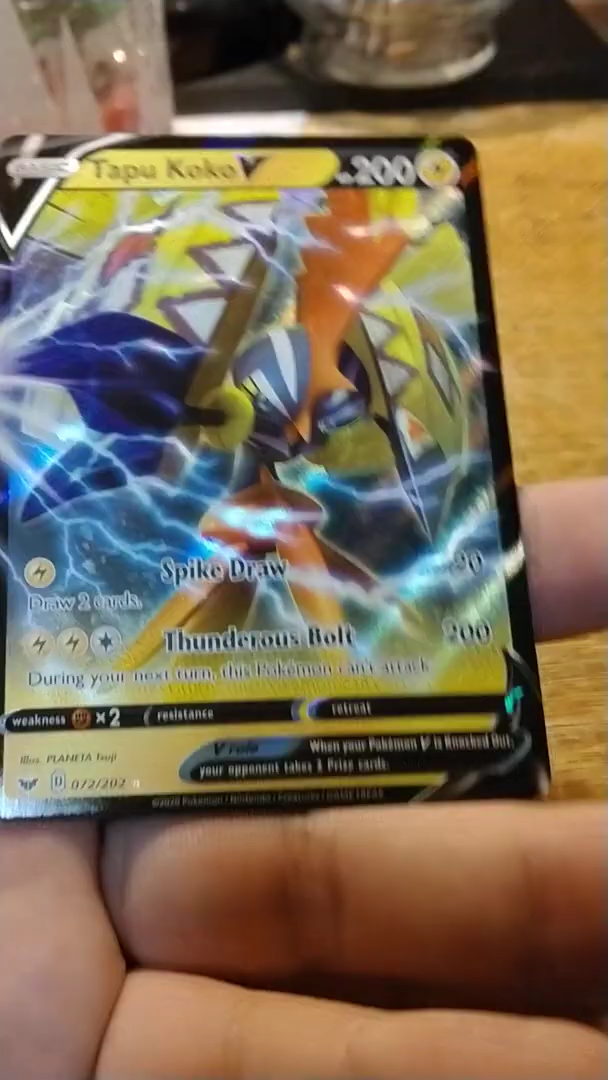 Tapu Koko V 200
Spike Draw 20
Draw 2 cards.
Thunderous Bolt 200
During your next turn, this Pokémon can't attack.
weakness ×2 resistance retreat
V rule When your Pokémon V is Knocked Out,
your opponent takes 2 Prize cards.
Illus. PLANETA Tsuji
D 072/202
©2020 Pokémon / Nintendo / Creatures / GAME FREAK